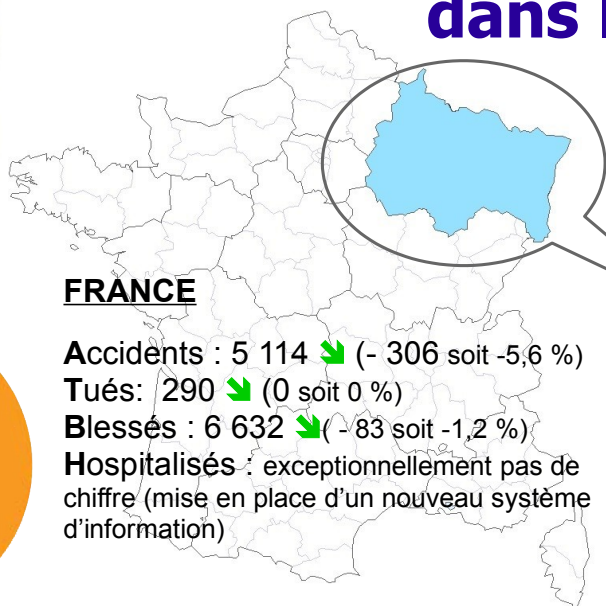 dans l
FRANCE
Accidents : 5 114 (- 306 soit -5,6 %)
Tués: 290 (0 soit 0 %)
Blessés : 6 632 ( - 83 soit -1,2 %)
Hospitalisés : exceptionnellement pas de
chiffre (mise en place d’un nouveau système
d’information)